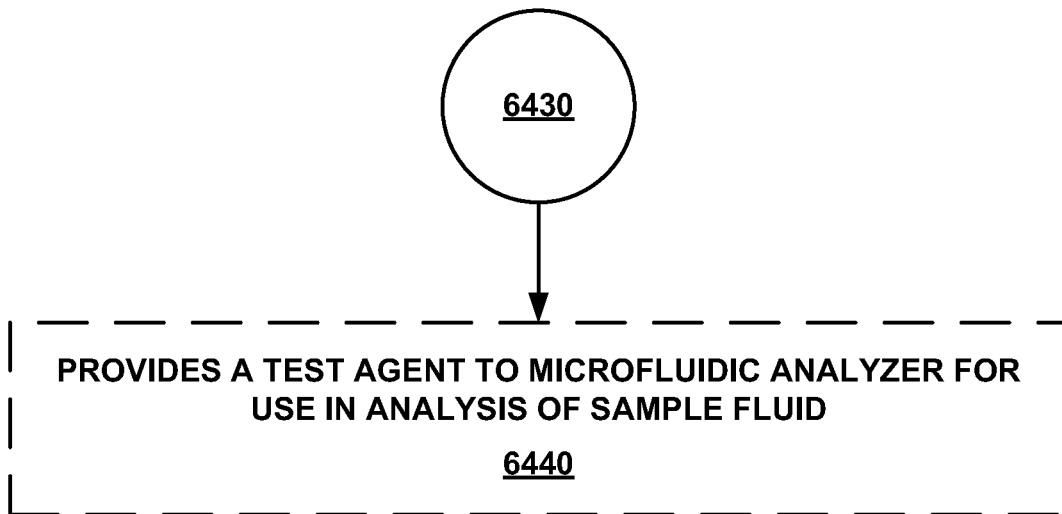 6430
PROVIDES A TEST AGENT TO MICROFLUIDIC ANALYZER FOR
USE IN ANALYSIS OF SAMPLE FLUID
6440